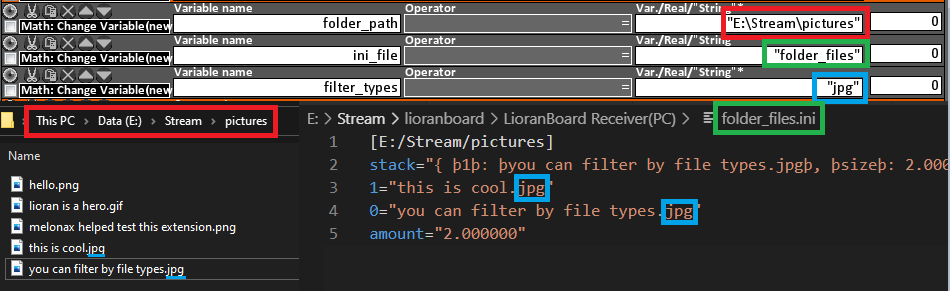 Variable name Operator Var./Real/"String"*
Math: Change Variable(new folder_path = "E:\Stream\pictures" 0
Variable name Operator Var./Real/"String"*
Math: Change Variable(new ini_file = "folder_files" 0
Variable name Operator Var./Real/"String"*
Math: Change Variable(new filter_types = "jpg" 0
This PC > Data (E:) > Stream > pictures
Name
hello.png
lioran is a hero.gif
melonax helped test this extension.png
this is cool.jpg
you can filter by file types.jpg
E: > Stream > lioranboard > LioranBoard Receiver(PC) > folder_files.ini
1 [E:/Stream/pictures]
2 stack="{ þ1þ: þyou can filter by file types.jpgþ, þsizeþ: 2.000
3 1="this is cool.jpg"
4 0="you can filter by file types.jpg"
5 amount="2.000000"